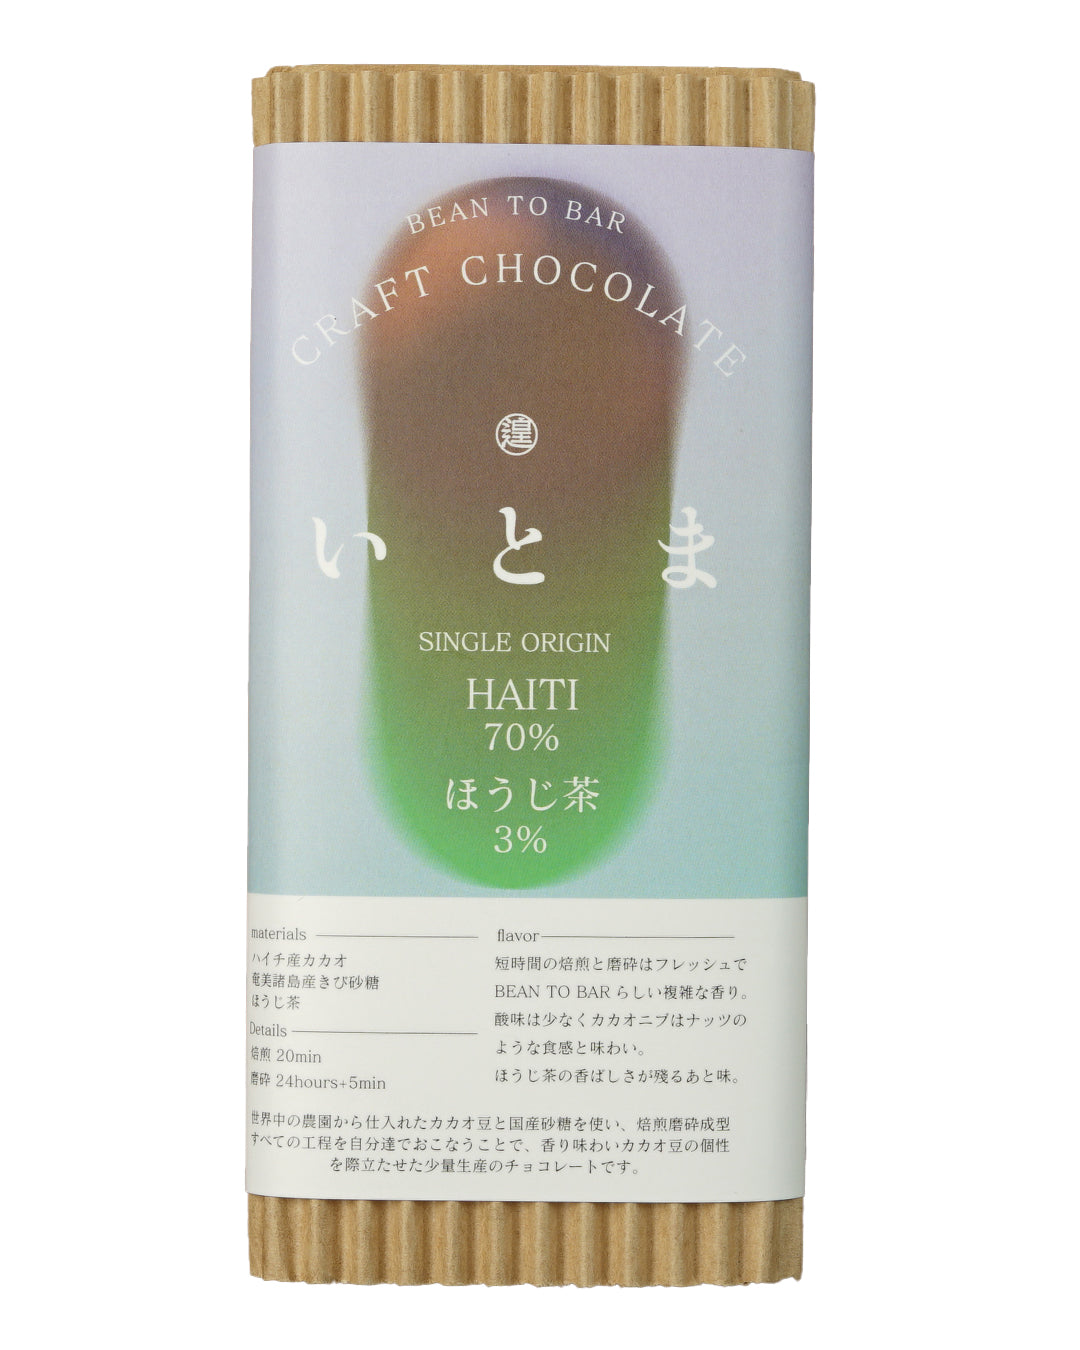 BEAN TO BAR
CRAFT CHOCOLATE
遑
いとま
SINGLE ORIGIN
HAITI
70%
ほうじ茶
3%
materials
ハイチ産カカオ
奄美諸島産きび砂糖
ほうじ茶
Details
焙煎 20min
磨砕 24hours+5min
flavor
短時間の焙煎と磨砕はフレッシュで
BEAN TO BARらしい複雑な香り。
酸味は少なくカカオニブはナッツの
ような食感と味わい。
ほうじ茶の香ばしさが残るあと味。
世界中の農園から仕入れたカカオ豆と国産砂糖を使い、焙煎磨砕成型
すべての工程を自分達でおこなうことで、香り味わいカカオ豆の個性
を際立たせた少量生産のチョコレートです。